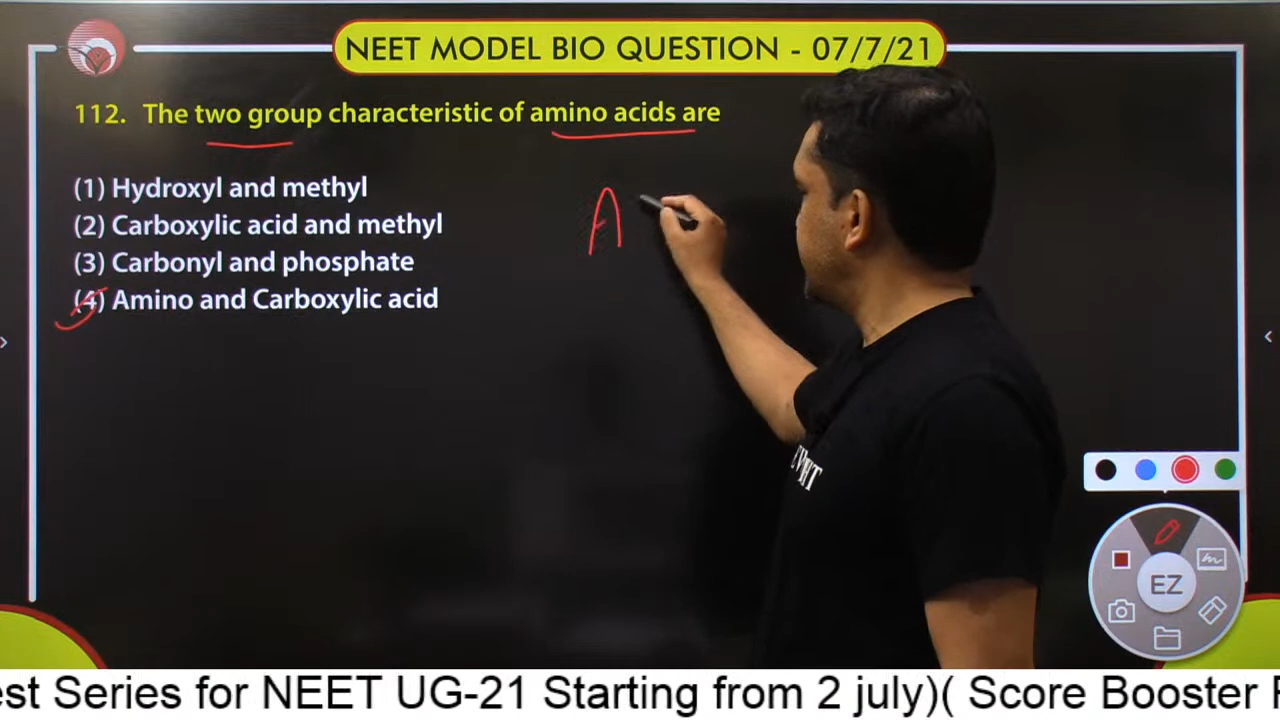 NEET MODEL BIO QUESTION - 07/7/21
112. The two group characteristic of amino acids are
(1) Hydroxyl and methyl
(2) Carboxylic acid and methyl
(3) Carbonyl and phosphate
(4) Amino and Carboxylic acid
A
EZ
est Series for NEET UG-21 Starting from 2 july)( Score Booster